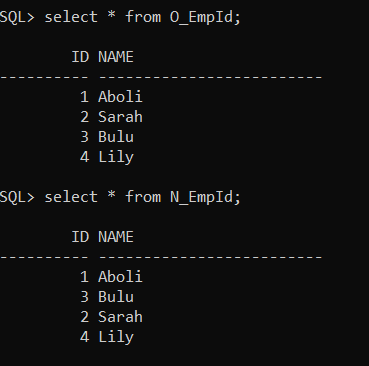 SQL> select * from O_EmpId;
ID NAME
---------- -------------------------
1 Aboli
2 Sarah
3 Bulu
4 Lily
SQL> select * from N_EmpId;
ID NAME
---------- -------------------------
1 Aboli
3 Bulu
2 Sarah
4 Lily